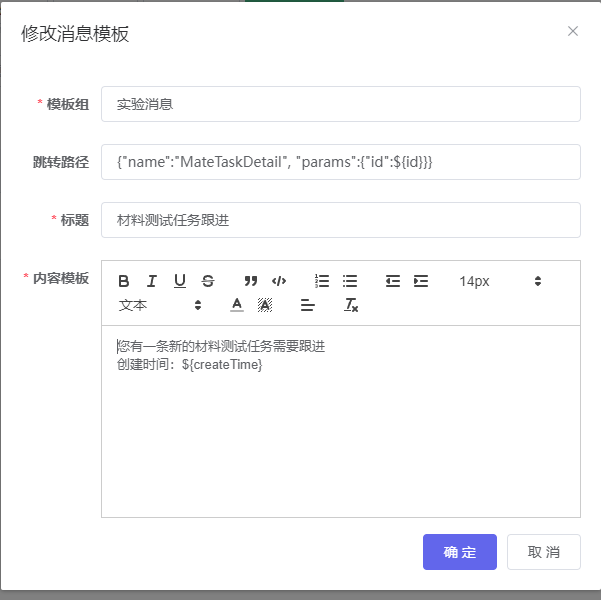 修改消息模板
* 模板组
实验消息
跳转路径
{"name":"MateTaskDetail", "params":{"id":${id}}}
* 标题
材料测试任务跟进
* 内容模板
14px
文本
您有一条新的材料测试任务需要跟进
创建时间：${createTime}
确 定
取 消